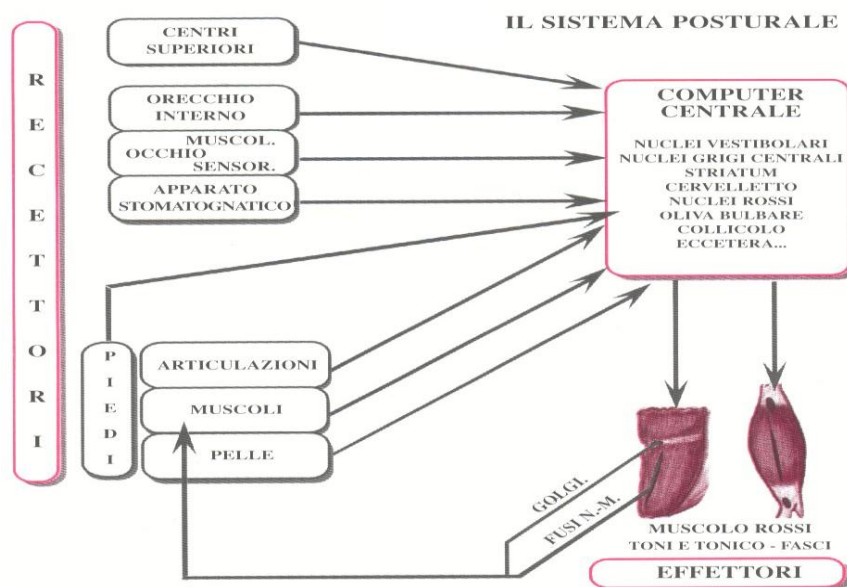 IL SISTEMA POSTURALE
RECETTORI
CENTRI
SUPERIORI
ORECCHIO
INTERNO
MUSCOL.
OCCHIO
SENSOR.
APPARATO
STOMATOGNATICO
PIEDI
ARTICULAZIONI
MUSCOLI
PELLE
COMPUTER
CENTRALE
NUCLEI VESTIBOLARI
NUCLEI GRIGI CENTRALI
STRIATUM
CERVELLETTO
NUCLEI ROSSI
OLIVA BULBARE
COLLICOLO
ECCETERA...
GOLGI.
FUSI N.-M.
MUSCOLO ROSSI
TONI E TONICO - FASCI
EFFETTORI